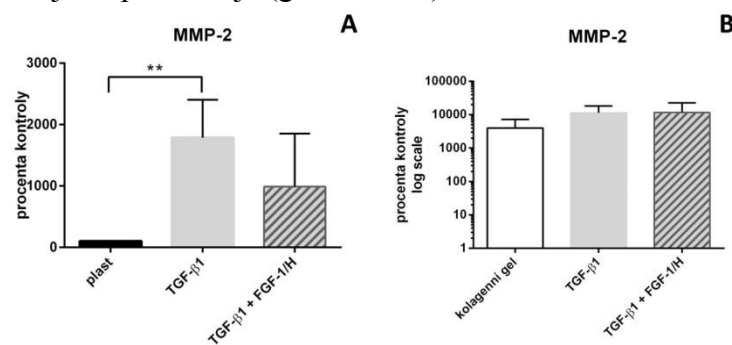 A
MMP-2
procenta kontroly
3000
2000
1000
0
**
plast
TGF-β1
TGF-β1 + FGF-1/H
B
MMP-2
procenta kontroly
log scale
100000
10000
1000
100
10
1
kolagenní gel
TGF-β1
TGF-β1 + FGF-1/H